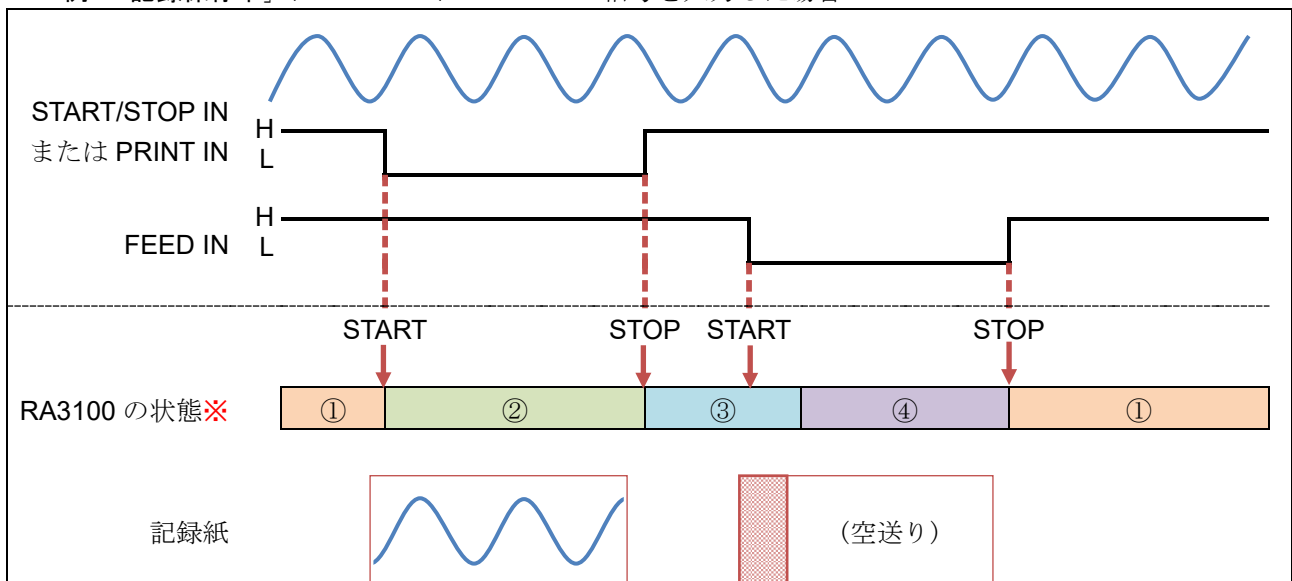 START/STOP IN
または PRINT IN
H
L
FEED IN
H
L
START STOP START STOP
RA3100 の状態※
① ② ③ ④ ①
記録紙
（空送り）